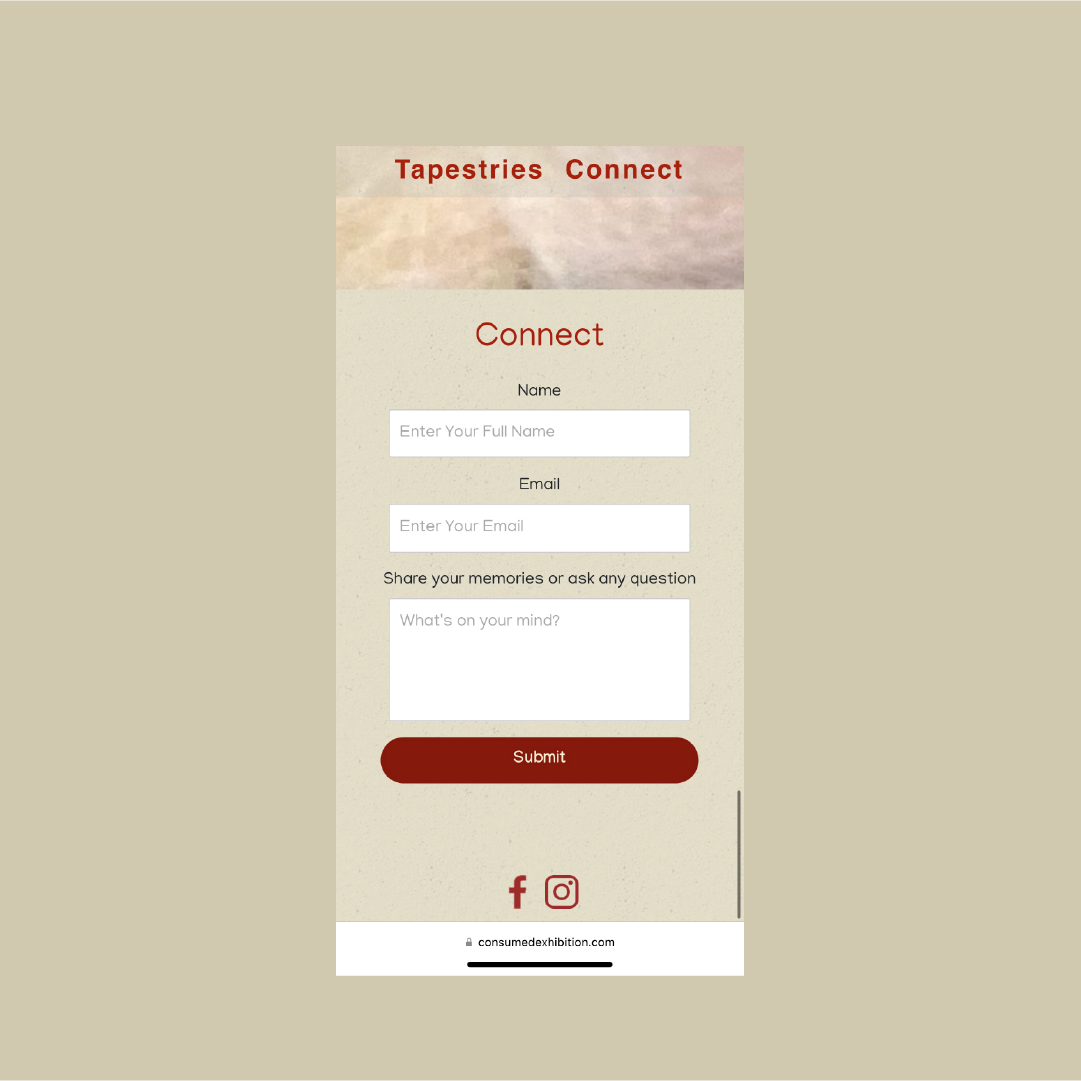 Tapestries Connect
Connect
Name
Enter Your Full Name
Email
Enter Your Email
Share your memories or ask any question
What's on your mind?
Submit
consumedexhibition.com